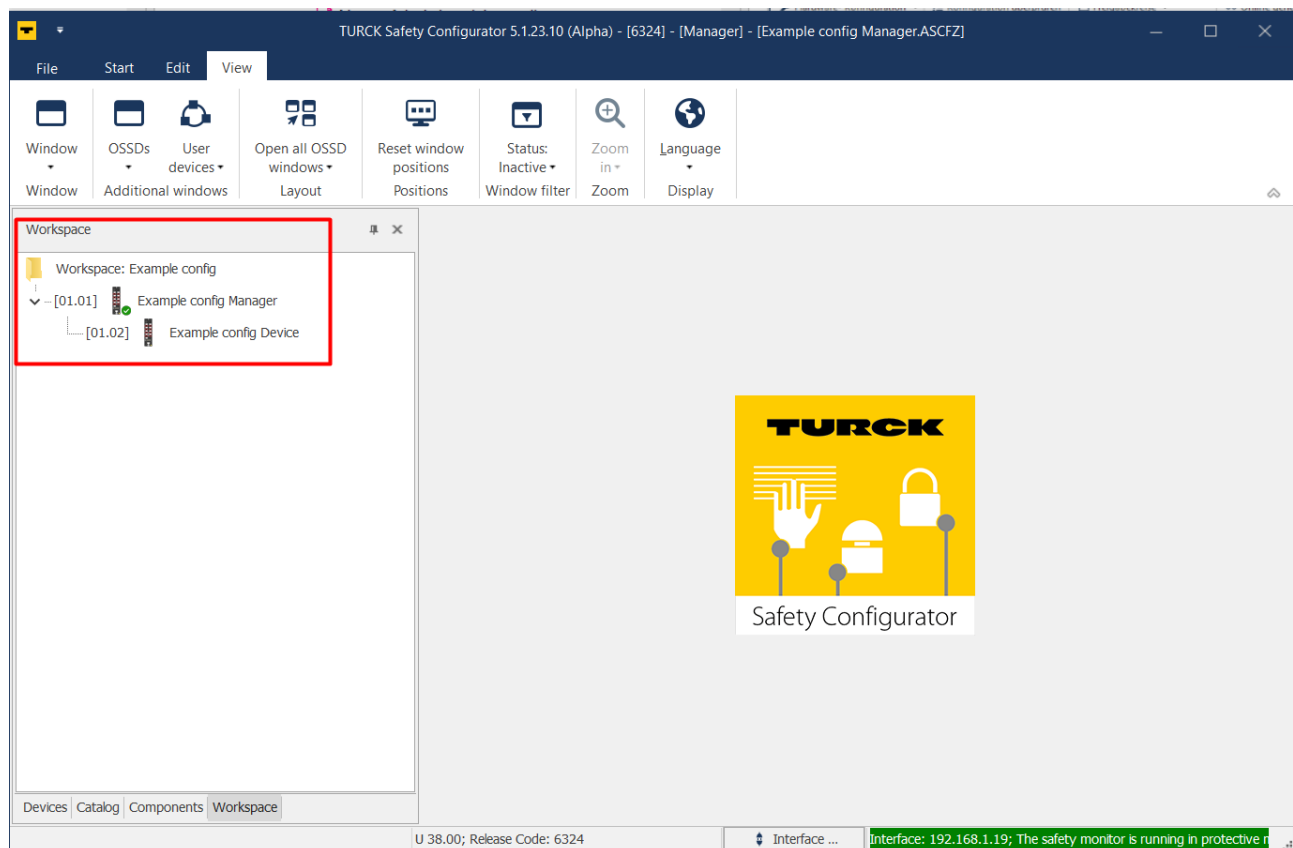 TURCK Safety Configurator 5.1.23.10 (Alpha) - [6324] - [Manager] - [Example config Manager.ASCFZ]
File Start Edit View
Window OSSDs User devices Open all OSSD windows Reset window positions Status: Inactive Zoom in Language
Window Additional windows Layout Positions Window filter Zoom Display
Workspace
Workspace: Example config
[01.01] Example config Manager
[01.02] Example config Device
TURCK
Safety Configurator
Devices Catalog Components Workspace
U 38.00; Release Code: 6324 Interface ... Interface: 192.168.1.19; The safety monitor is running in protective